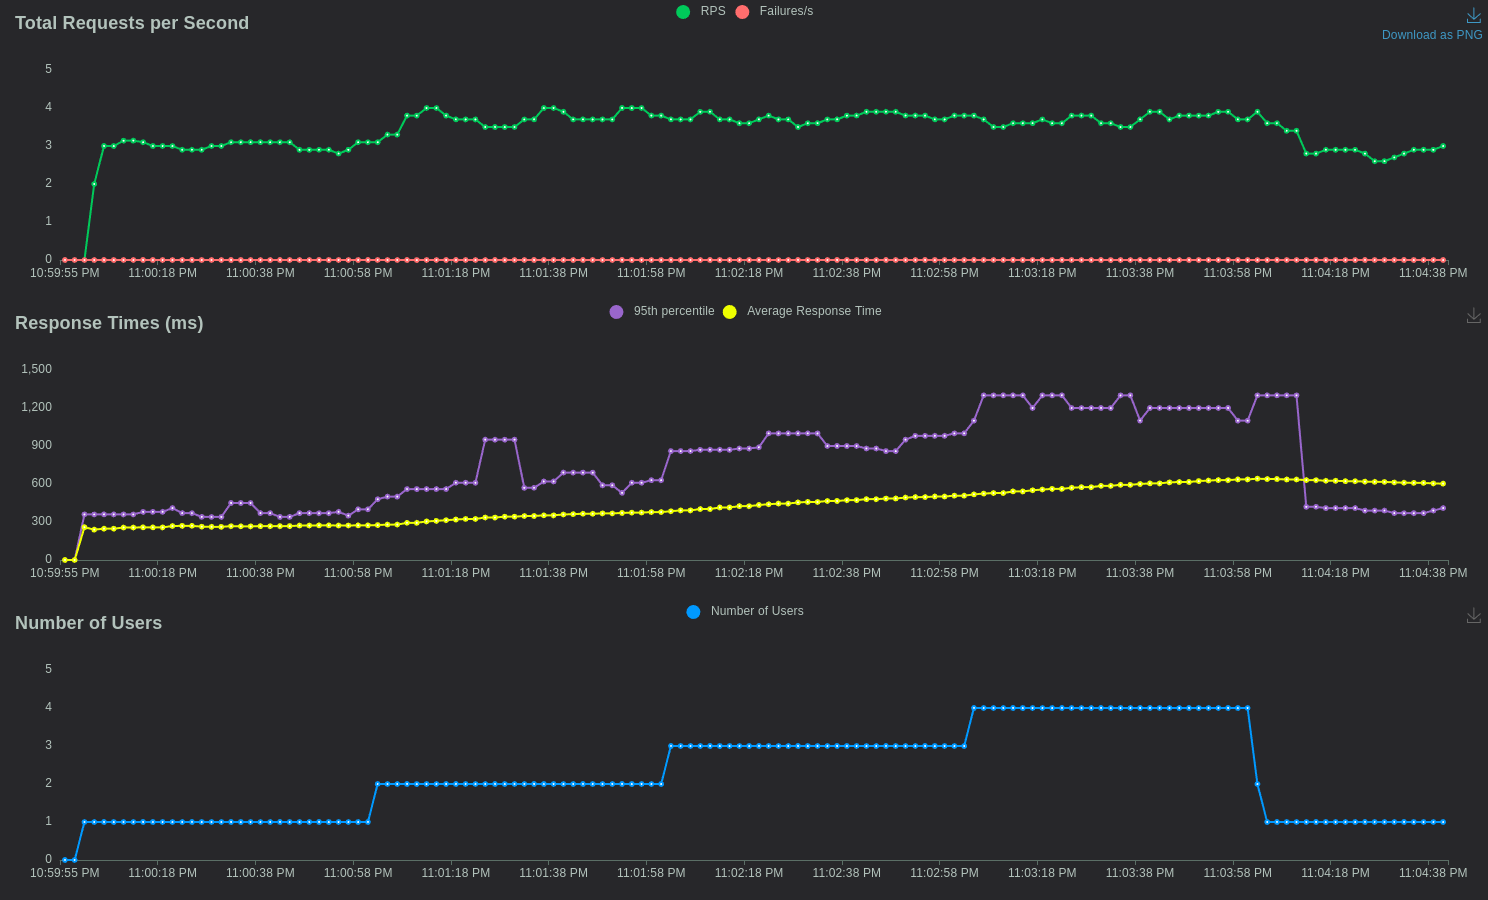 Total Requests per Second
RPS Failures/s
Download as PNG
5
4
3
2
1
0
10:59:55 PM 11:00:18 PM 11:00:38 PM 11:00:58 PM 11:01:18 PM 11:01:38 PM 11:01:58 PM 11:02:18 PM 11:02:38 PM 11:02:58 PM 11:03:18 PM 11:03:38 PM 11:03:58 PM 11:04:18 PM 11:04:38 PM
Response Times (ms)
95th percentile Average Response Time
1,500
1,200
900
600
300
0
10:59:55 PM 11:00:18 PM 11:00:38 PM 11:00:58 PM 11:01:18 PM 11:01:38 PM 11:01:58 PM 11:02:18 PM 11:02:38 PM 11:02:58 PM 11:03:18 PM 11:03:38 PM 11:03:58 PM 11:04:18 PM 11:04:38 PM
Number of Users
Number of Users
5
4
3
2
1
0
10:59:55 PM 11:00:18 PM 11:00:38 PM 11:00:58 PM 11:01:18 PM 11:01:38 PM 11:01:58 PM 11:02:18 PM 11:02:38 PM 11:02:58 PM 11:03:18 PM 11:03:38 PM 11:03:58 PM 11:04:18 PM 11:04:38 PM